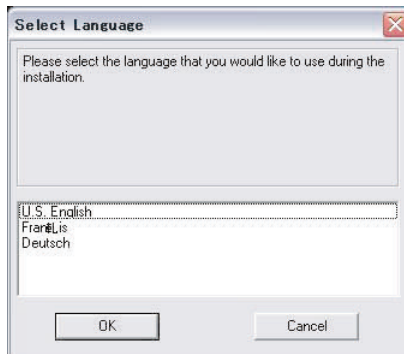 Select Language
Please select the language that you would like to use during the
installation.
U.S. English
Deutsch
OK
Cancel